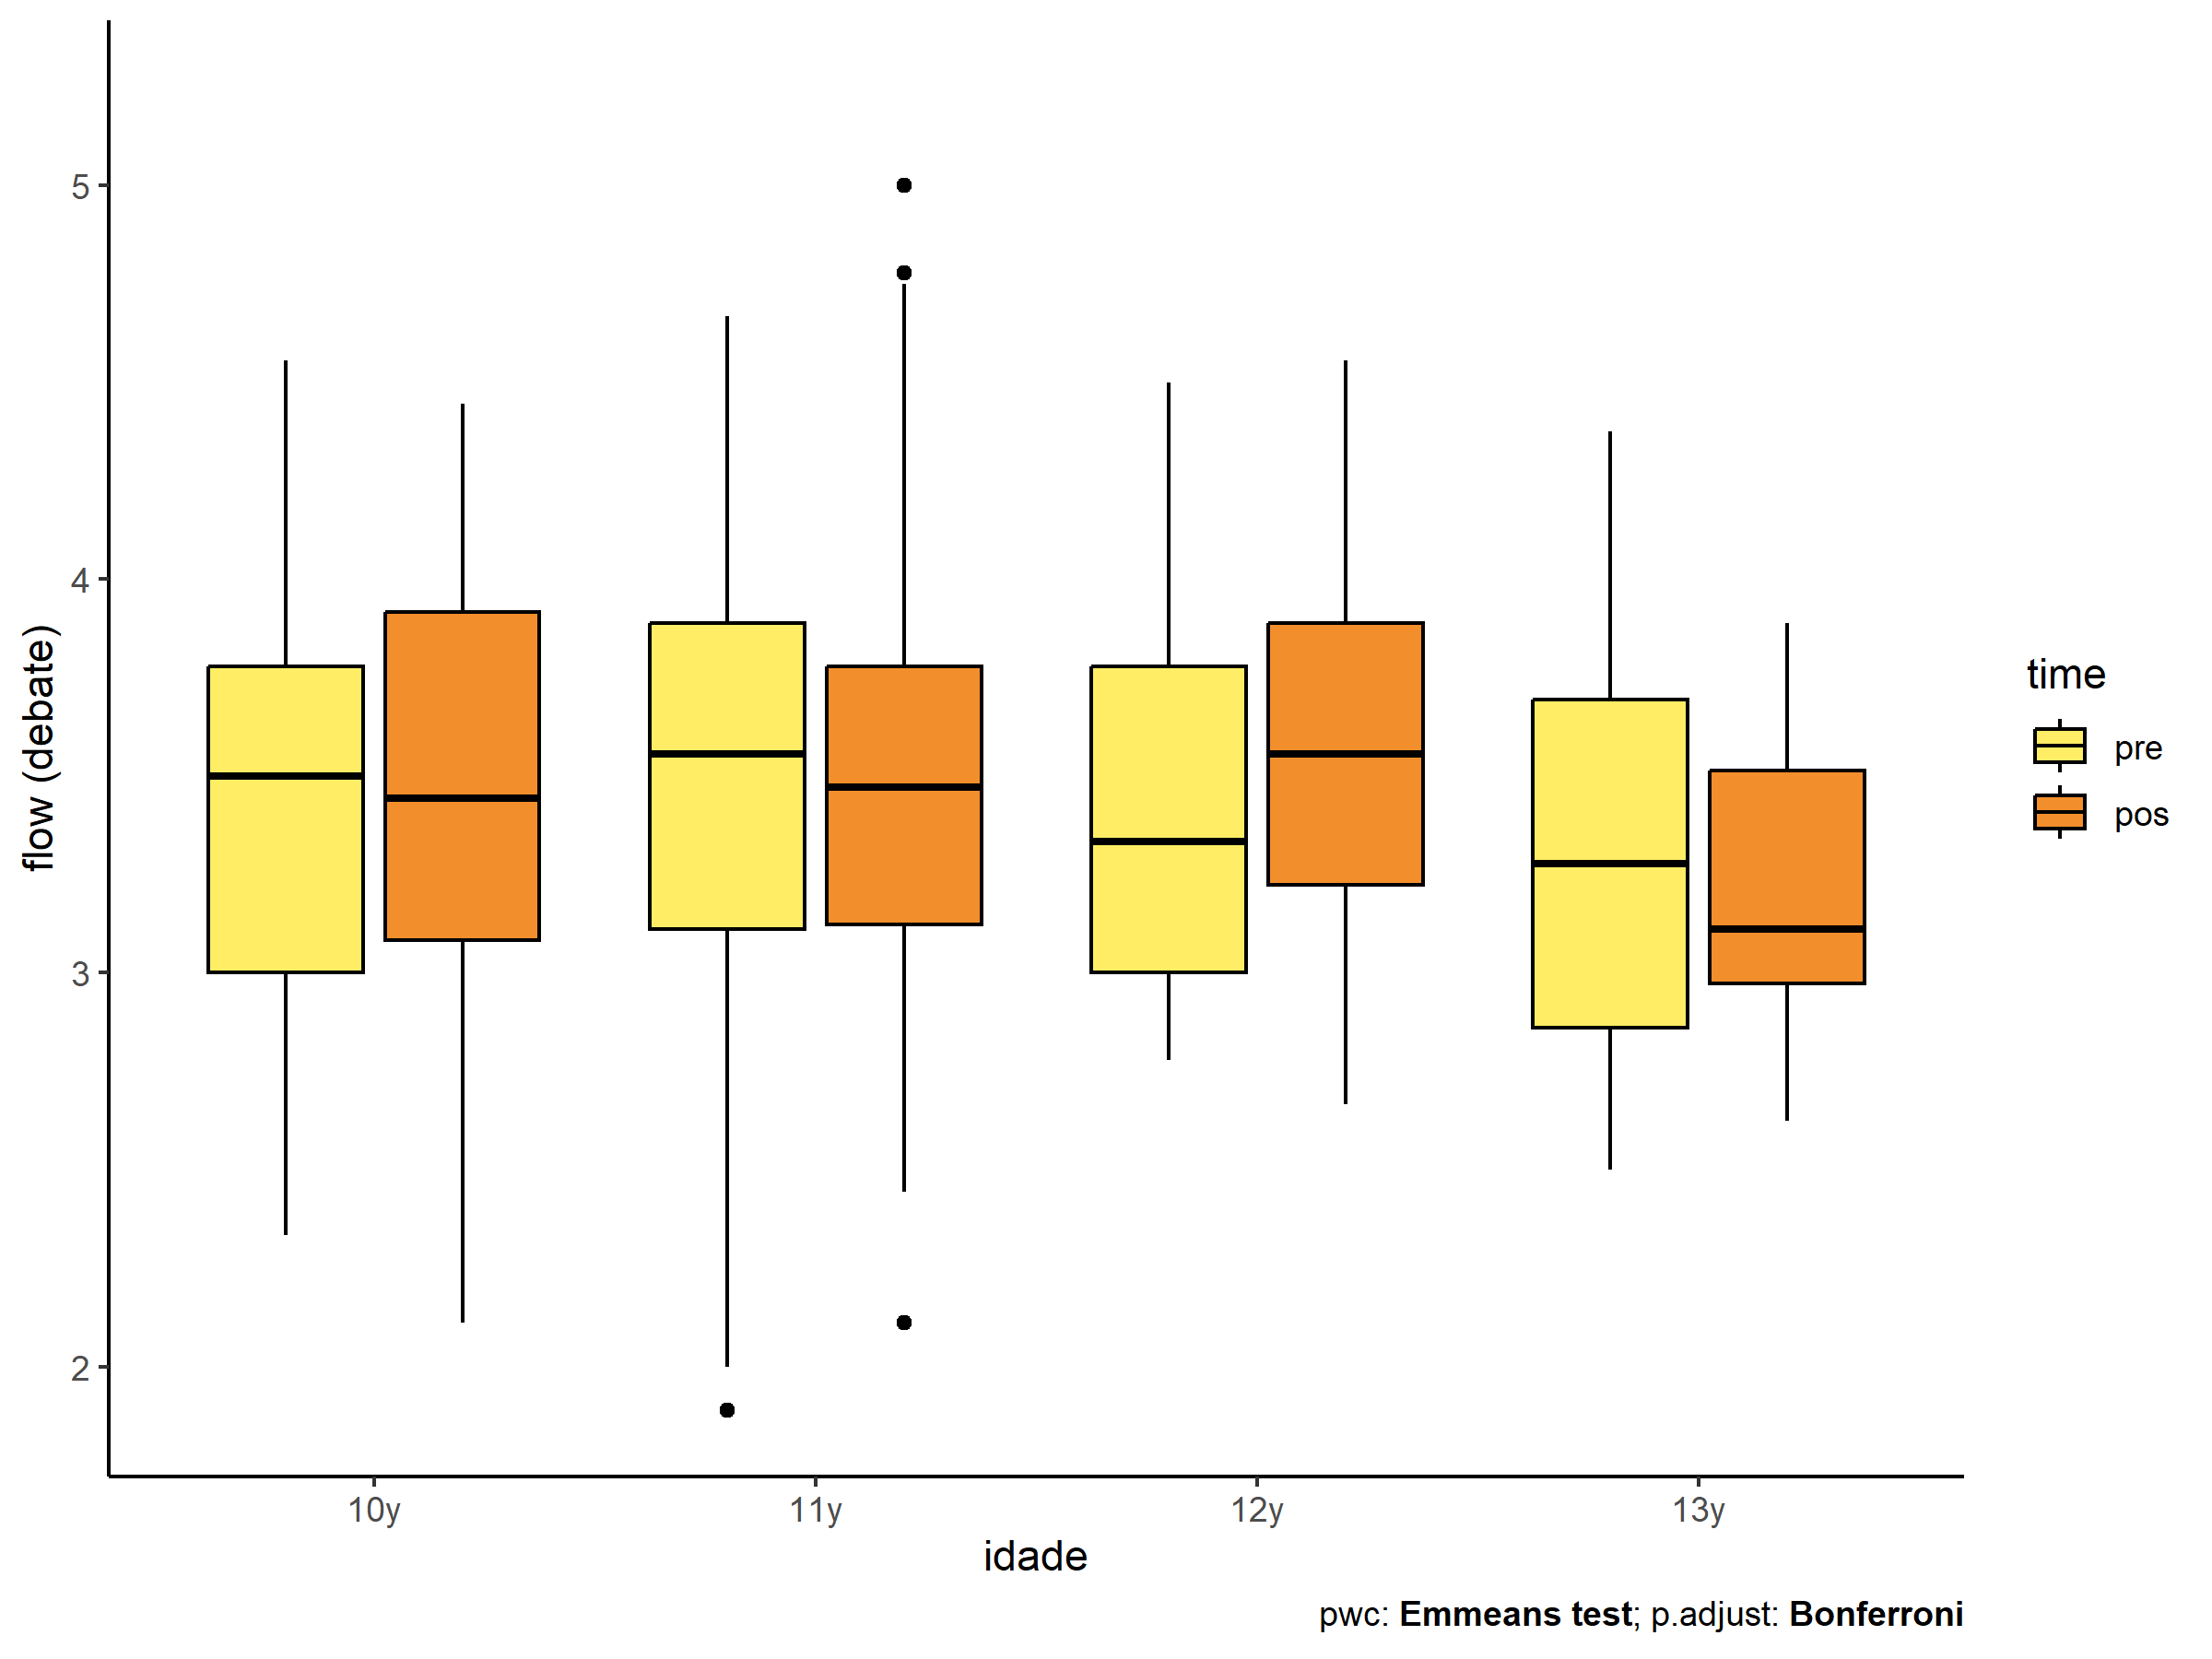 flow (debate)
5
4
3
2
10y 11y 12y 13y
idade
time
pre
pos
pwc: Emmeans test; p.adjust: Bonferroni